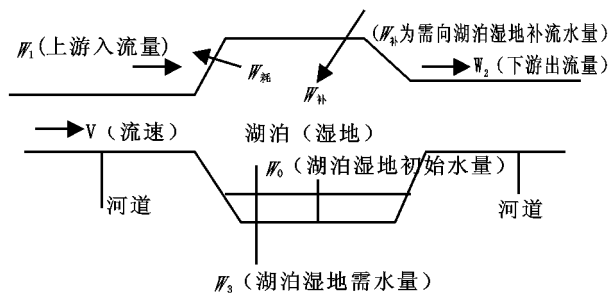 W₁(上游入流量)
(W补为需向湖泊湿地补流水量)
W耗
W补
W₂(下游出流量)
V(流速)
湖泊(湿地)
W₀(湖泊湿地初始水量)
河道
河道
W₃(湖泊湿地需水量)